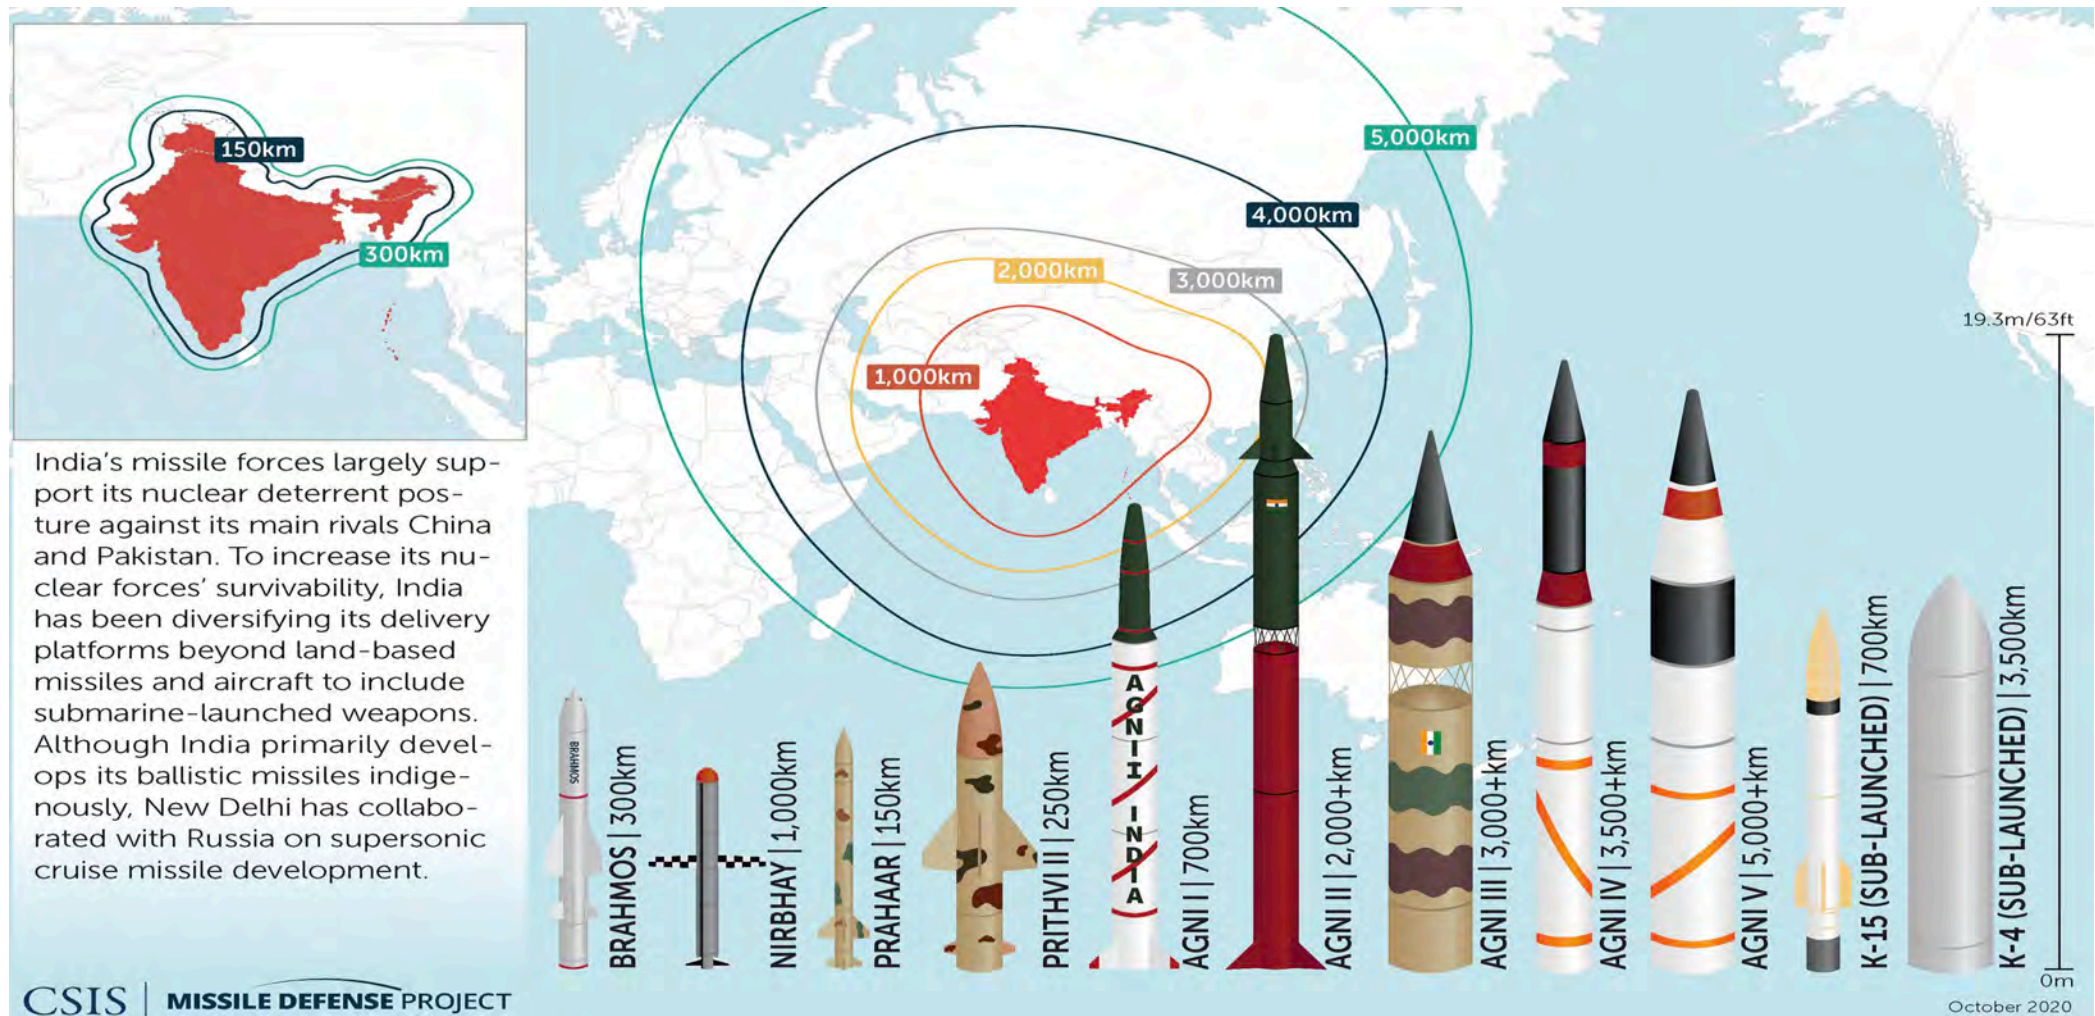 150km
300km
India's missile forces largely sup-
port its nuclear deterrent pos-
ture against its main rivals China
and Pakistan. To increase its nu-
clear forces' survivability, India
has been diversifying its delivery
platforms beyond land-based
missiles and aircraft to include
submarine-launched weapons.
Although India primarily devel-
ops its ballistic missiles indige-
nously, New Delhi has collabo-
rated with Russia on supersonic
cruise missile development.
CSIS | MISSILE DEFENSE PROJECT
5,000km
4,000km
3,000km
2,000km
1,000km
BRAHMOS
BRAHMOS | 300km
NIRBHAY | 1,000km
PRAHAAR | 150km
PRITHVI II | 250km
AGNI I INDIA
AGNI I | 700km
AGNI II | 2,000+km
AGNI III | 3,000+km
AGNI IV | 3,500+km
AGNI V | 5,000+km
K-15 (SUB-LAUNCHED) | 700km
K-4 (SUB-LAUNCHED) | 3,500km
19.3m/63ft
0m
October 2020